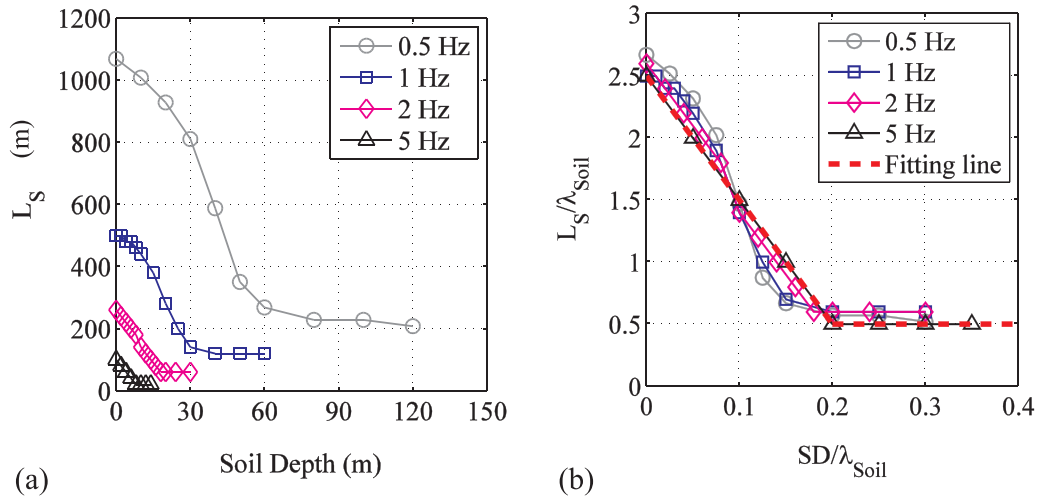 1200
1000
800
600
400
200
0
L_S (m)
0 30 60 90 120 150
Soil Depth (m)
0.5 Hz
1 Hz
2 Hz
5 Hz
(a)
3
2.5
2
1.5
1
0.5
0
L_S/λ_Soil
0 0.1 0.2 0.3 0.4
SD/λ_Soil
0.5 Hz
1 Hz
2 Hz
5 Hz
Fitting line
(b)